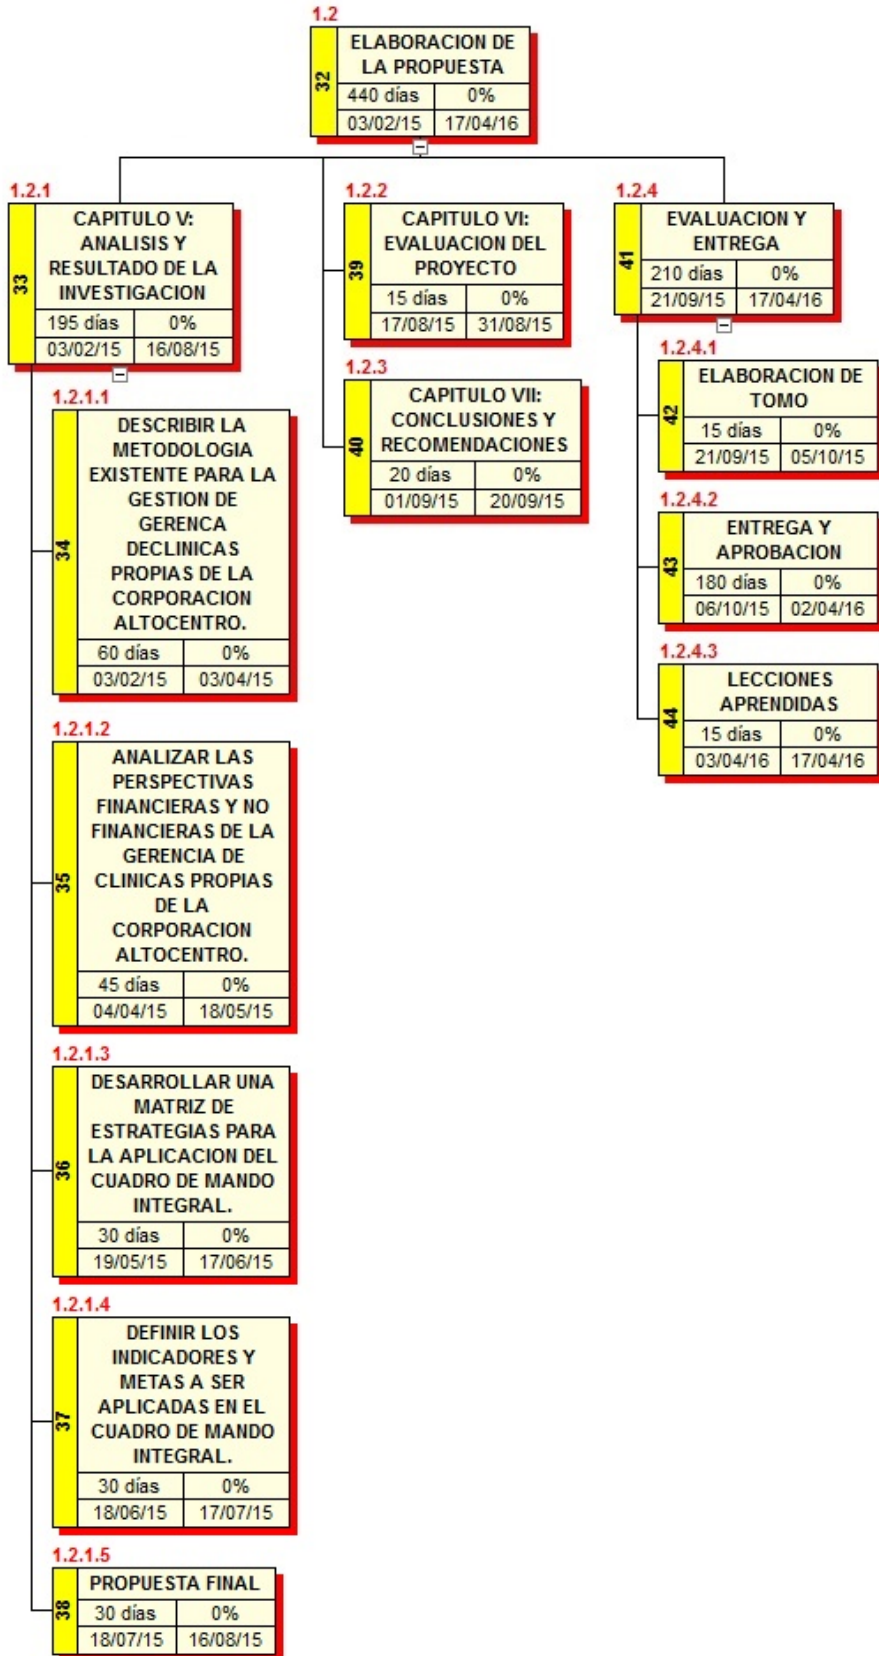 1.2
32
ELABORACION DE
LA PROPUESTA
440 días 0%
03/02/15 17/04/16
1.2.1
33
CAPITULO V:
ANALISIS Y
RESULTADO DE LA
INVESTIGACION
195 días 0%
03/02/15 16/08/15
1.2.1.1
34
DESCRIBIR LA
METODOLOGIA
EXISTENTE PARA LA
GESTION DE
GERENCA
DECLINICAS
PROPIAS DE LA
CORPORACION
ALTOCENTRO.
60 días 0%
03/02/15 03/04/15
1.2.1.2
35
ANALIZAR LAS
PERSPECTIVAS
FINANCIERAS Y NO
FINANCIERAS DE LA
GERENCIA DE
CLINICAS PROPIAS
DE LA
CORPORACION
ALTOCENTRO.
45 días 0%
04/04/15 18/05/15
1.2.1.3
36
DESARROLLAR UNA
MATRIZ DE
ESTRATEGIAS PARA
LA APLICACION DEL
CUADRO DE MANDO
INTEGRAL.
30 días 0%
19/05/15 17/06/15
1.2.1.4
37
DEFINIR LOS
INDICADORES Y
METAS A SER
APLICADAS EN EL
CUADRO DE MANDO
INTEGRAL.
30 días 0%
18/06/15 17/07/15
1.2.1.5
38
PROPUESTA FINAL
30 días 0%
18/07/15 16/08/15
1.2.2
39
CAPITULO VI:
EVALUACION DEL
PROYECTO
15 días 0%
17/08/15 31/08/15
1.2.3
40
CAPITULO VII:
CONCLUSIONES Y
RECOMENDACIONES
20 días 0%
01/09/15 20/09/15
1.2.4
41
EVALUACION Y
ENTREGA
210 días 0%
21/09/15 17/04/16
1.2.4.1
42
ELABORACION DE
TOMO
15 días 0%
21/09/15 05/10/15
1.2.4.2
43
ENTREGA Y
APROBACION
180 días 0%
06/10/15 02/04/16
1.2.4.3
44
LECCIONES
APRENDIDAS
15 días 0%
03/04/16 17/04/16